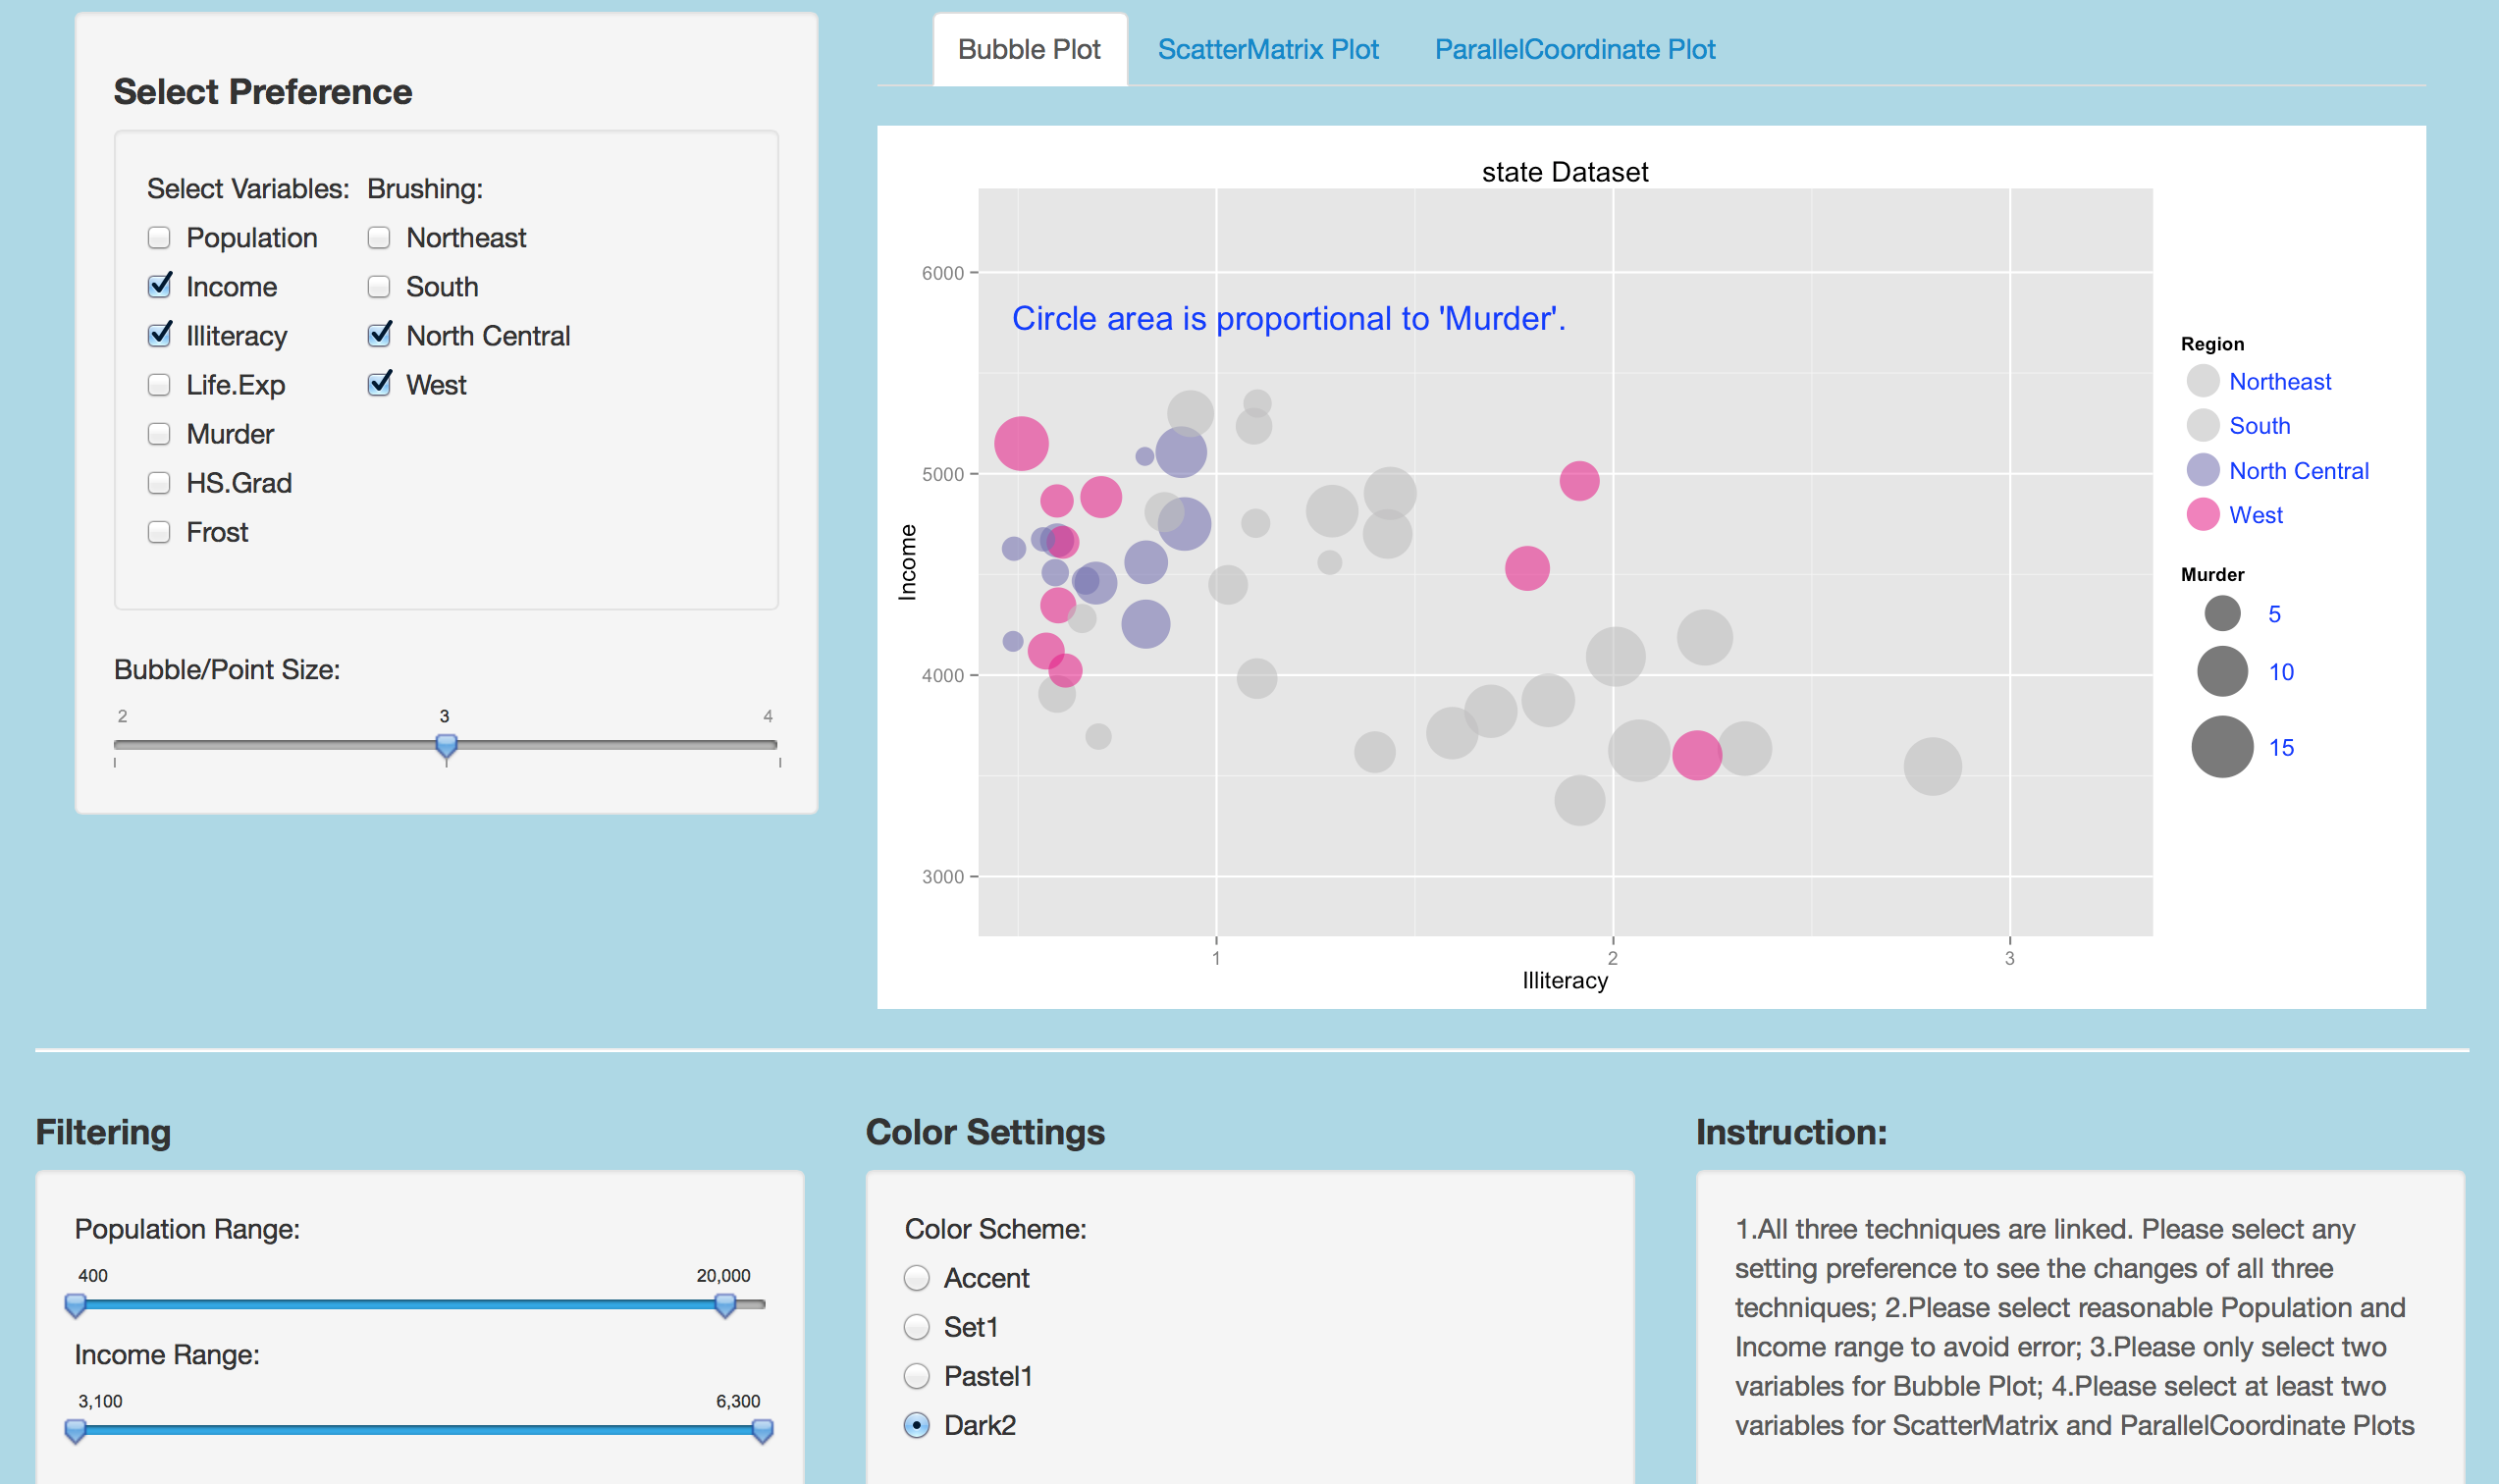 Select Preference
Select Variables: Brushing:
Population Northeast
Income South
Illiteracy North Central
Life.Exp West
Murder
HS.Grad
Frost
Bubble/Point Size:
2 3 4
Bubble Plot ScatterMatrix Plot ParallelCoordinate Plot
state Dataset
Circle area is proportional to 'Murder'.
Income
6000
5000
4000
3000
1 2 3
Illiteracy
Region
Northeast
South
North Central
West
Murder
5
10
15
Filtering
Population Range:
400 20,000
Income Range:
3,100 6,300
Color Settings
Color Scheme:
Accent
Set1
Pastel1
Dark2
Instruction:
1.All three techniques are linked. Please select any
setting preference to see the changes of all three
techniques; 2.Please select reasonable Population and
Income range to avoid error; 3.Please only select two
variables for Bubble Plot; 4.Please select at least two
variables for ScatterMatrix and ParallelCoordinate Plots